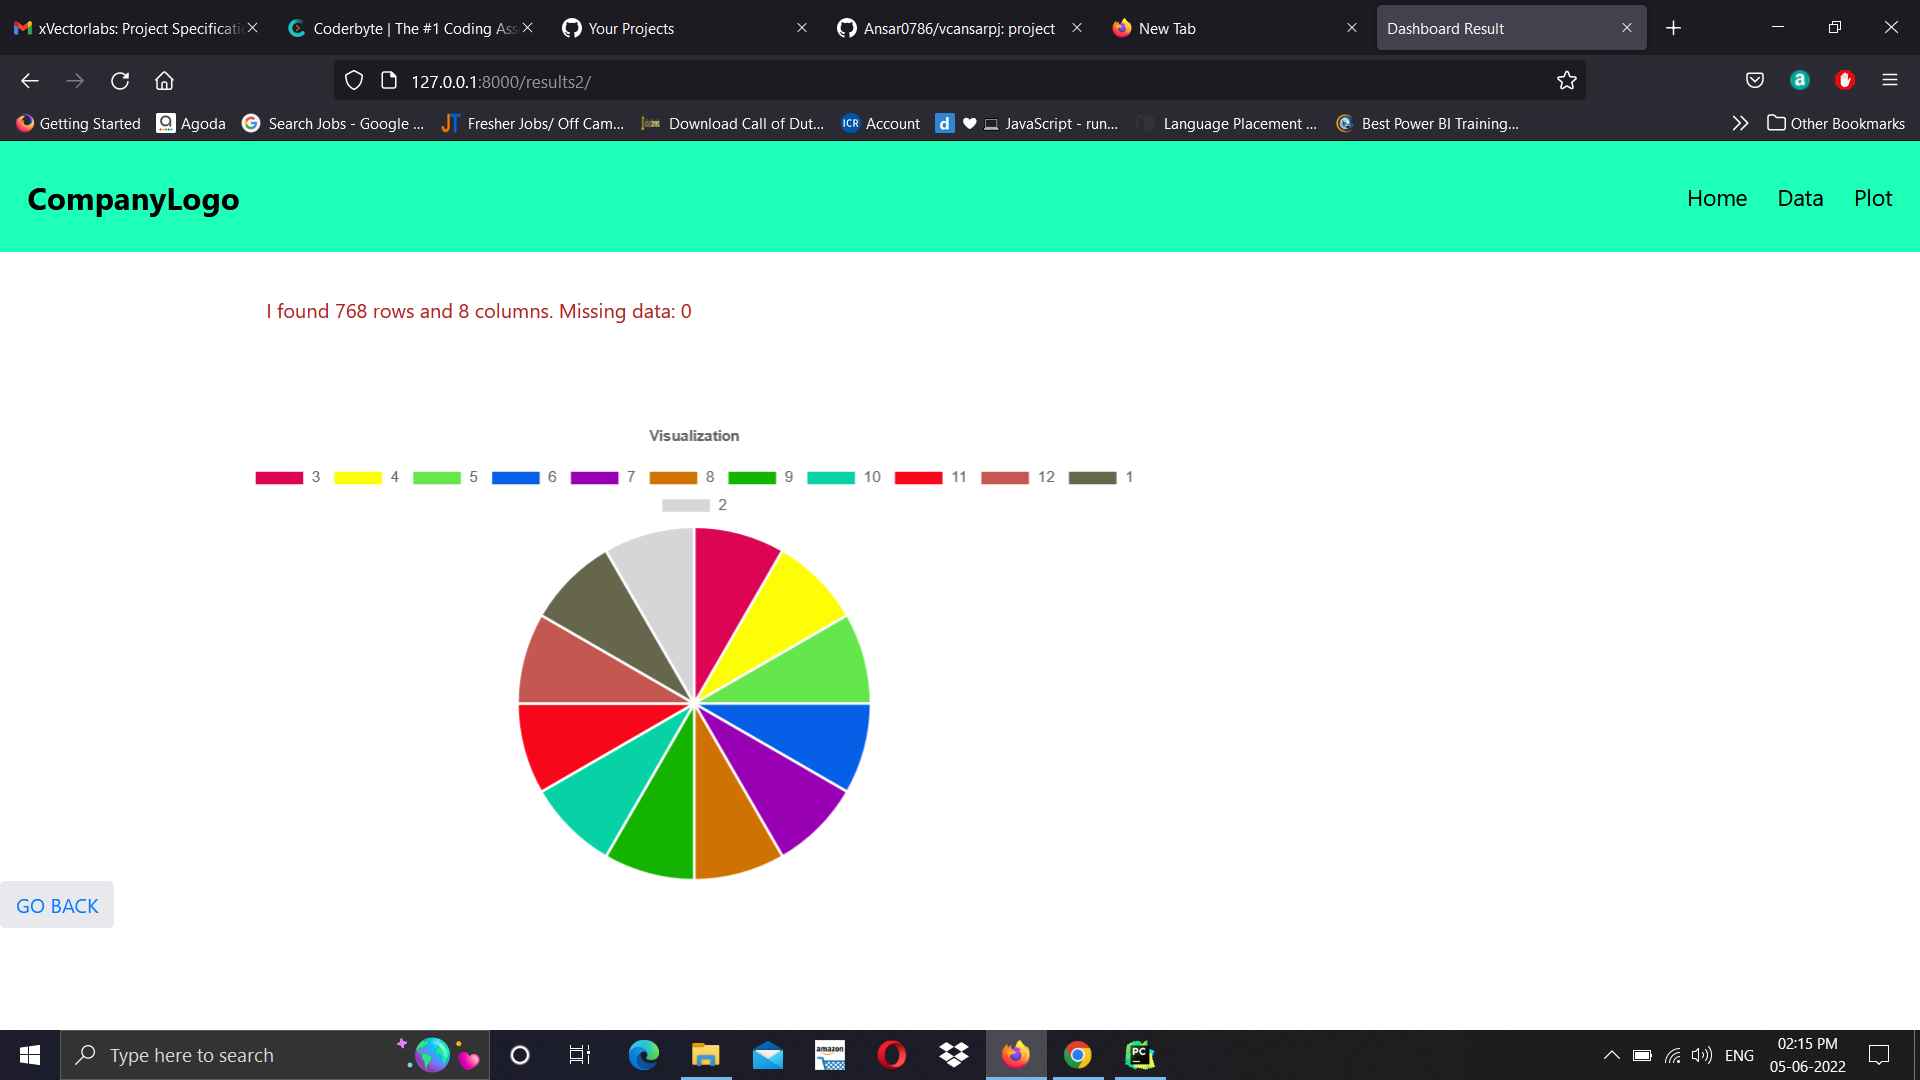 xVectorlabs: Project Specificati
Coderbyte | The #1 Coding Ass
Your Projects
Ansar0786/vcansarpj: project
New Tab
Dashboard Result
127.0.0.1:8000/results2/
Getting Started
Agoda
Search Jobs - Google ...
Fresher Jobs/ Off Cam...
Download Call of Dut...
ICR Account
d
JavaScript - run...
Language Placement ...
Best Power BI Training...
Other Bookmarks
CompanyLogo
Home Data Plot
I found 768 rows and 8 columns. Missing data: 0
Visualization
3 4 5 6 7 8 9 10 11 12 1
2
GO BACK
Type here to search
amazon
PC
ENG
02:15 PM
05-06-2022